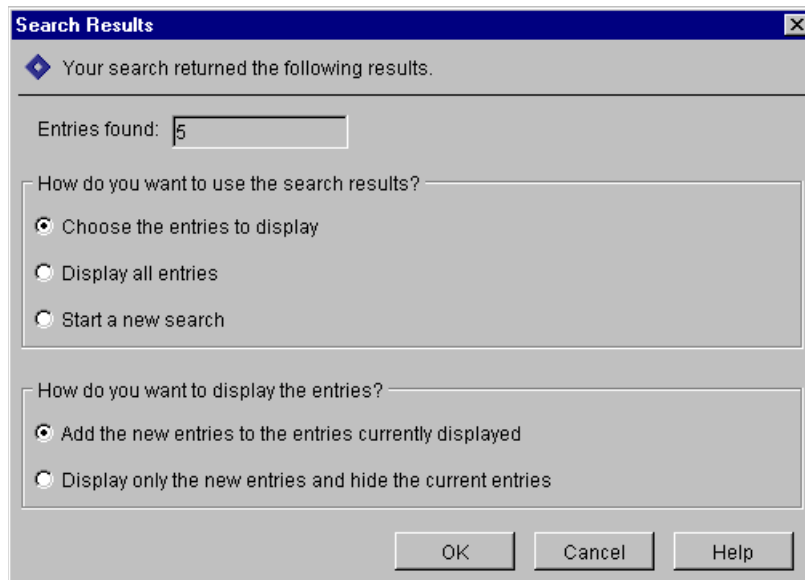 Search Results
Your search returned the following results.
Entries found: 5
How do you want to use the search results?
Choose the entries to display
Display all entries
Start a new search
How do you want to display the entries?
Add the new entries to the entries currently displayed
Display only the new entries and hide the current entries
OK Cancel Help